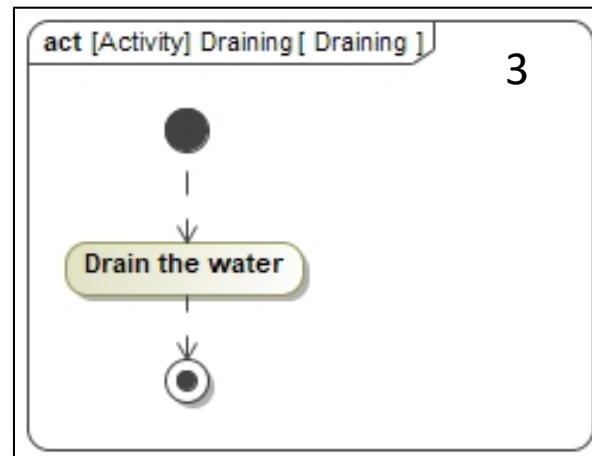 act [Activity] Draining [ Draining ]
3
Drain the water